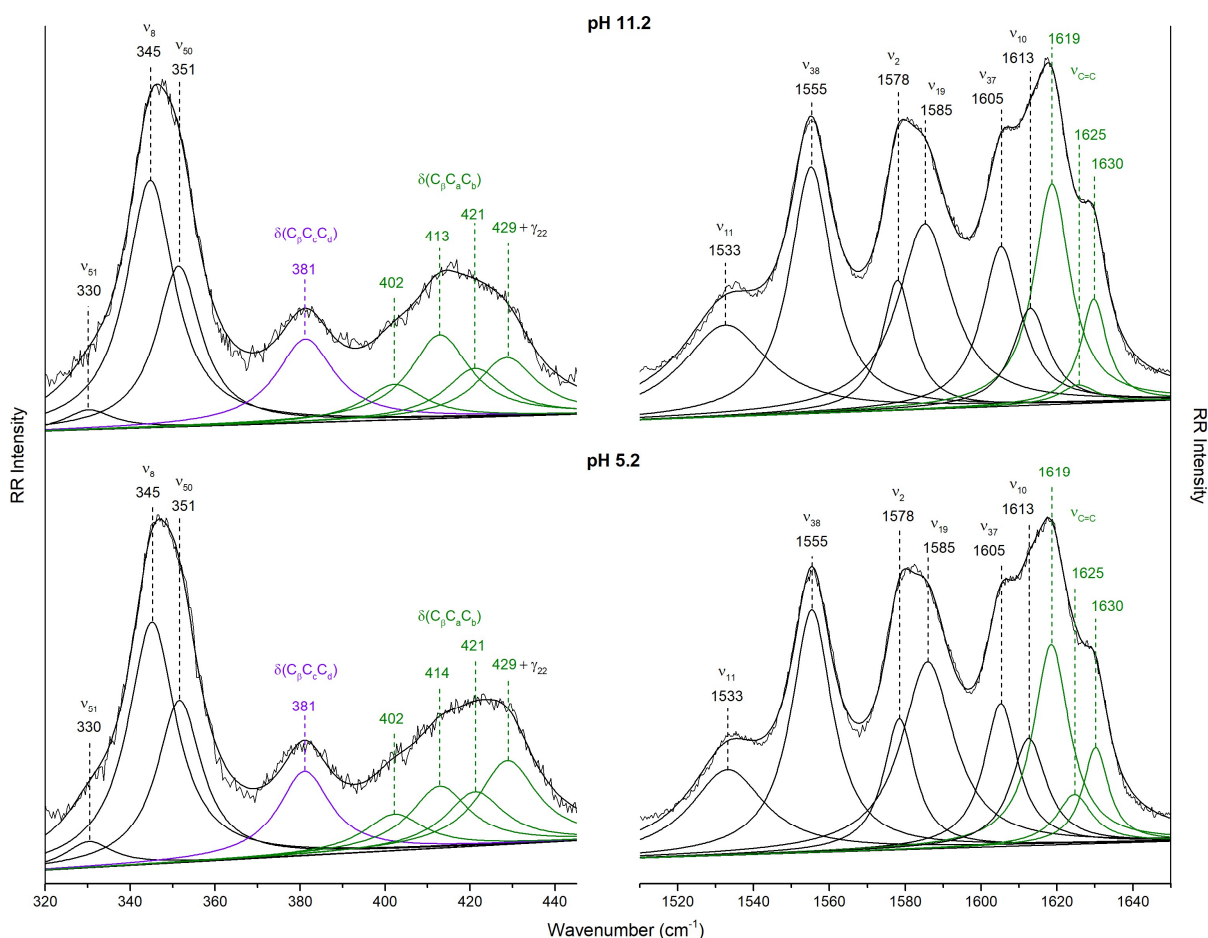 pH 11.2
ν8
345
ν50
351
ν51
330
δ(CβCcCd)
381
δ(CβCaCb)
402
413
421
429 + γ22
ν11
1533
ν38
1555
ν2
1578
ν19
1585
ν37
1605
ν10
1613
1619
νC=C
1625
1630
RR Intensity
RR Intensity
pH 5.2
ν8
345
ν50
351
ν51
330
δ(CβCcCd)
381
δ(CβCaCb)
402
414
421
429 + γ22
ν11
1533
ν38
1555
ν2
1578
ν19
1585
ν37
1605
ν10
1613
1619
νC=C
1625
1630
320 340 360 380 400 420 440 1520 1540 1560 1580 1600 1620 1640
Wavenumber (cm-1)